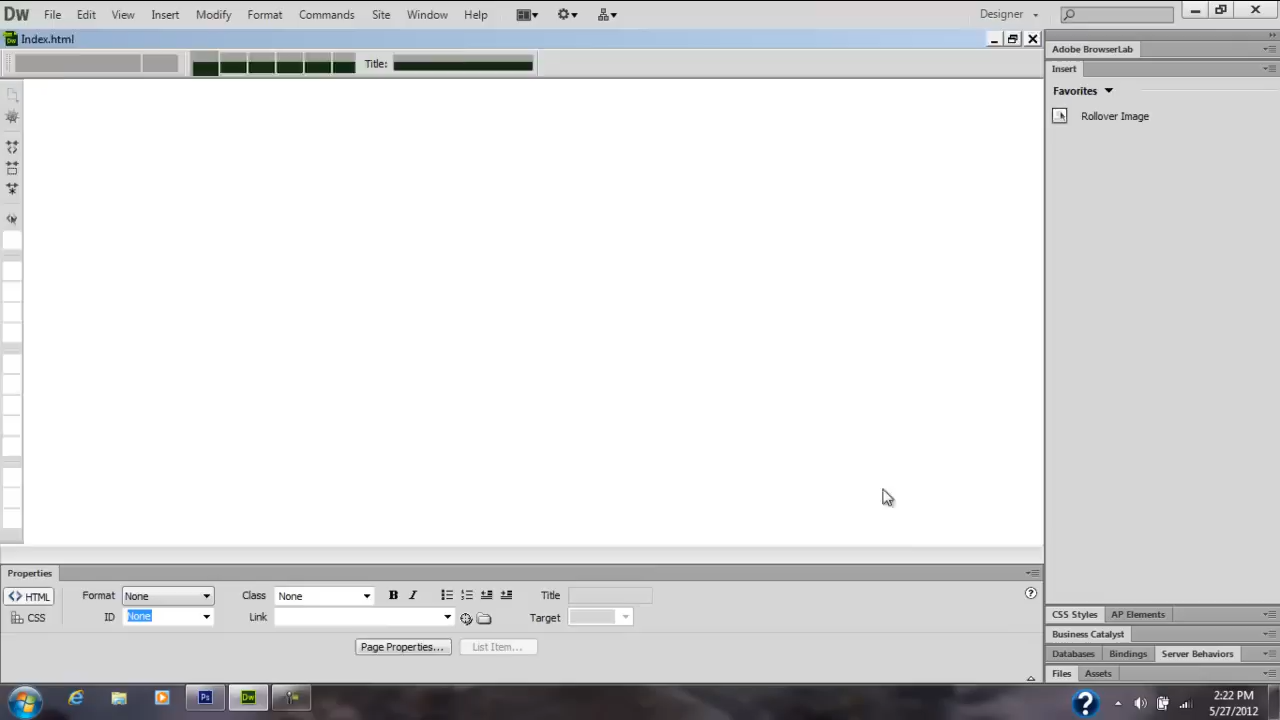 Dw File Edit View Insert Modify Format Commands Site Window Help Designer
Index.html
Title:
Adobe BrowserLab
Insert
Favorites
Rollover Image
Properties
<> HTML Format None Class None B I Title
CSS ID None Link Target
Page Properties... List Item...
CSS Styles AP Elements
Business Catalyst
Databases Bindings Server Behaviors
Files Assets
Ps Dw ? 2:22 PM
5/27/2012